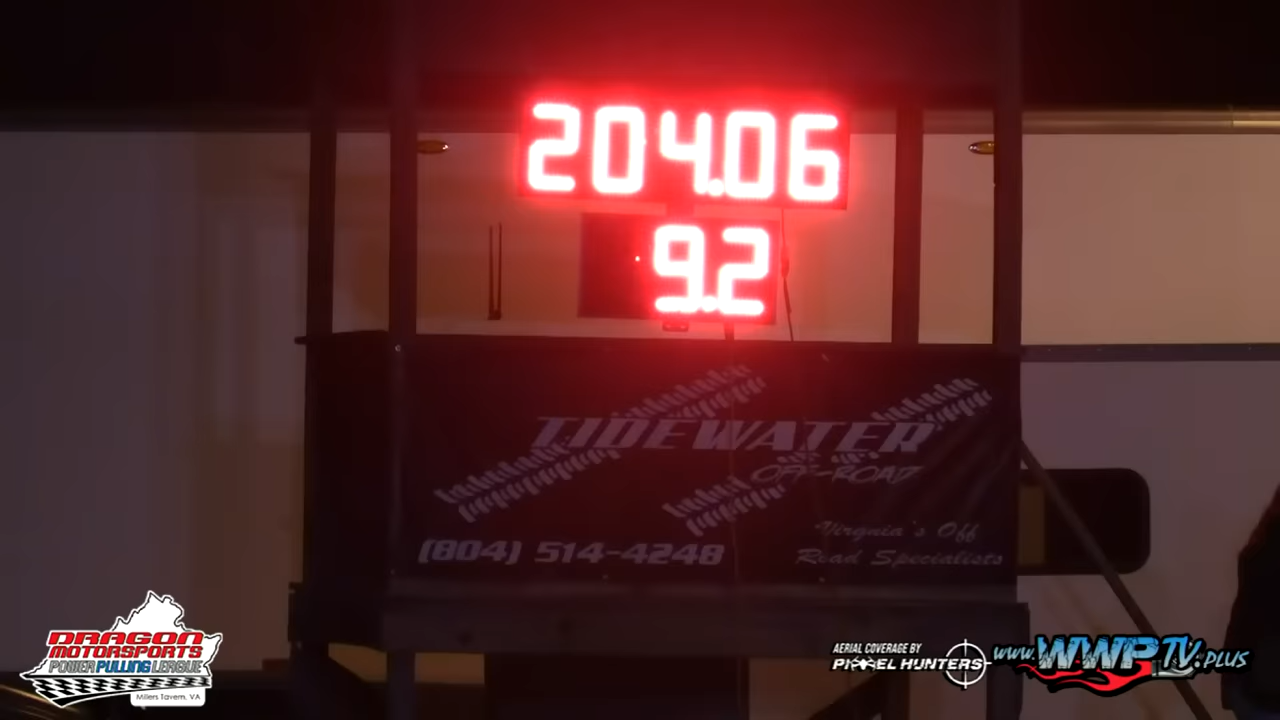 204.06
9.2
TIDEWATER
OFF-ROAD
(804) 514-4248
Virgnia's Off
Road Specialists
DRAGON
MOTORSPORTS
POWER PULLING LEAGUE
Millers Tavern, VA
AERIAL COVERAGE BY
PIXEL HUNTERS
www.WWPTV.PLUS